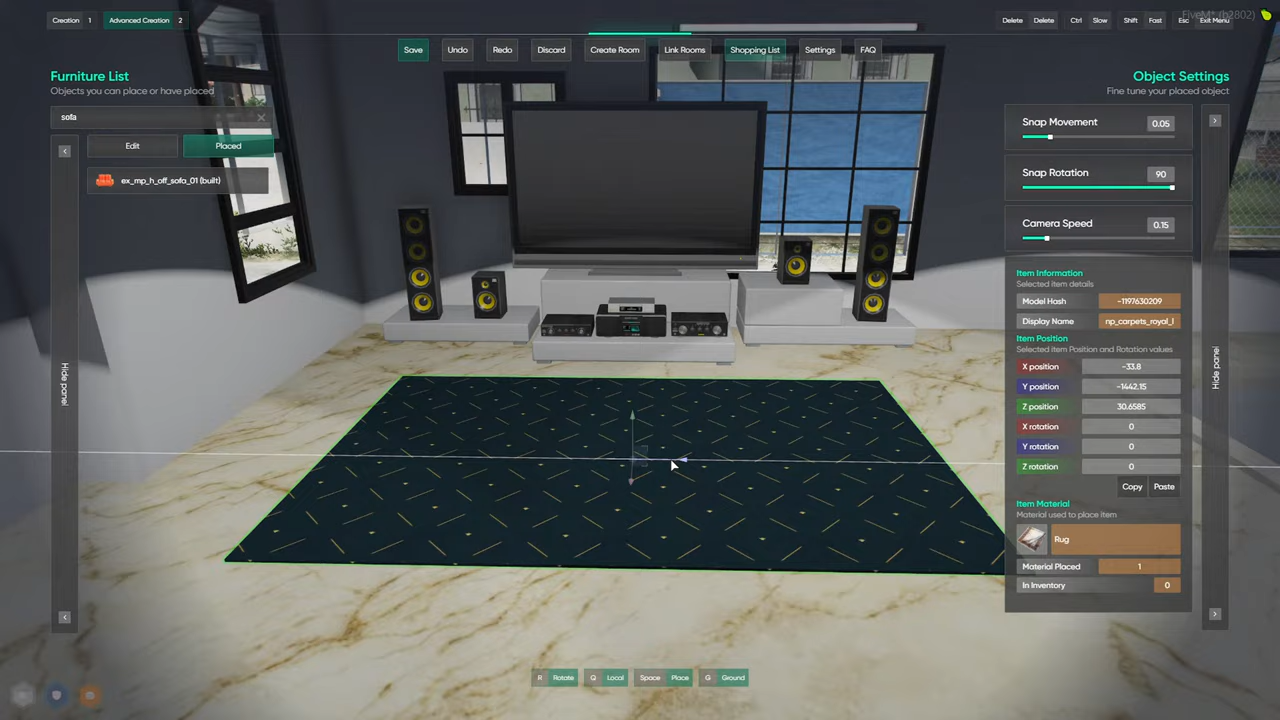 Creation 1 Advanced Creation 2
FiveM* (b2802)
Delete Delete Ctrl Slow Shift Fast Esc Exit Menu
Save Undo Redo Discard Create Room Link Rooms Shopping List Settings FAQ
Furniture List
Objects you can place or have placed
sofa
Edit Placed
ex_mp_h_off_sofa_01 (built)
Hide panel
Object Settings
Fine tune your placed object
Snap Movement 0.05
Snap Rotation 90
Camera Speed 0.15
Item Information
Selected item details
Model Hash -1197630209
Display Name np_carpets_royal_l
Item Position
Selected item Position and Rotation values
X position -33.8
Y position -1442.15
Z position 30.6585
X rotation 0
Y rotation 0
Z rotation 0
Copy Paste
Item Material
Material used to place item
Rug
Material Placed 1
In Inventory 0
Hide panel
R Rotate Q Local Space Place G Ground